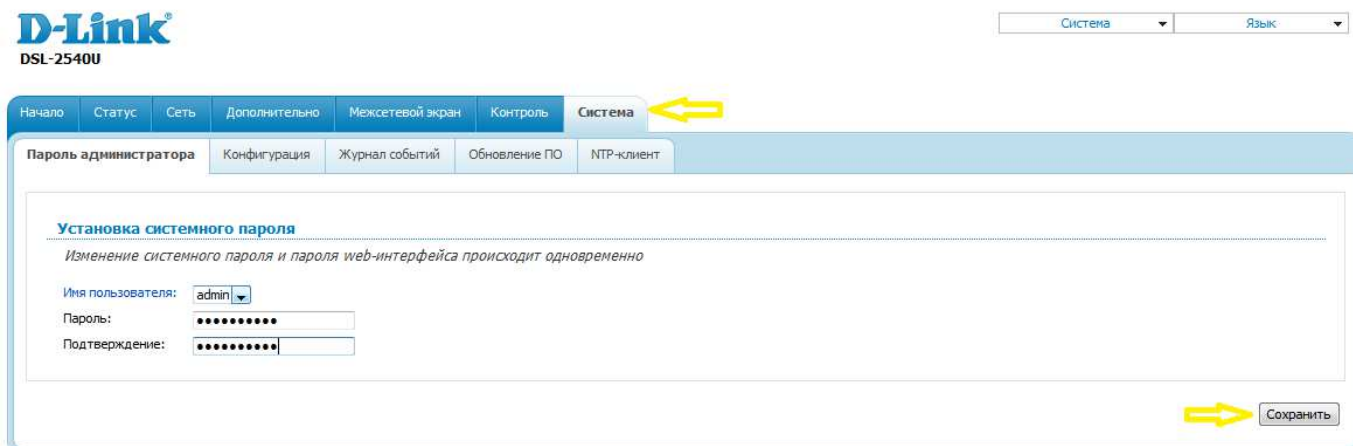 D-Link
DSL-2540U
Система Язык
Начало Статус Сеть Дополнительно Межсетевой экран Контроль Система
Пароль администратора Конфигурация Журнал событий Обновление ПО NTP-клиент
Установка системного пароля
Изменение системного пароля и пароля web-интерфейса происходит одновременно
Имя пользователя: admin
Пароль: ••••••••••
Подтверждение: ••••••••••
Сохранить